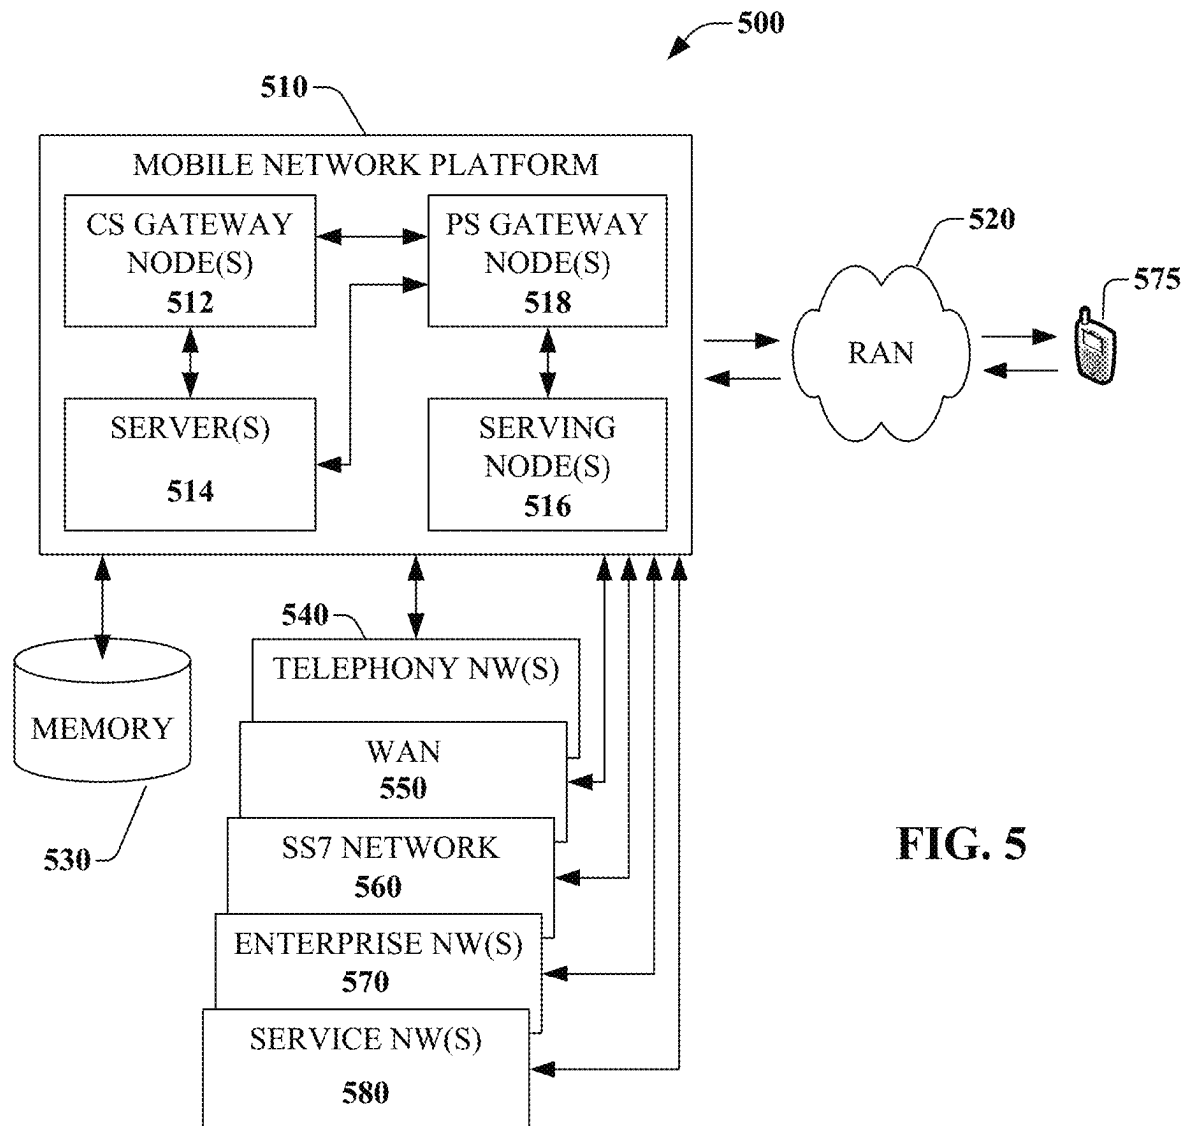 500
510
MOBILE NETWORK PLATFORM
CS GATEWAY
NODE(S)
512
PS GATEWAY
NODE(S)
518
SERVER(S)
514
SERVING
NODE(S)
516
520
RAN
575
MEMORY
530
540
TELEPHONY NW(S)
WAN
550
SS7 NETWORK
560
ENTERPRISE NW(S)
570
SERVICE NW(S)
580
FIG. 5